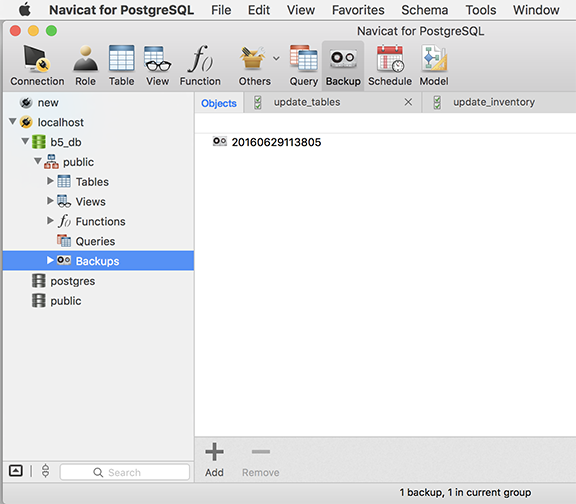 Navicat for PostgreSQL File Edit View Favorites Schema Tools Window
Navicat for PostgreSQL
Connection Role Table View Function Others Query Backup Schedule Model
new
Objects update_tables update_inventory
localhost
b5_db
20160629113805
public
Tables
Views
Functions
Queries
Backups
postgres
public
Add Remove
Search
1 backup, 1 in current group